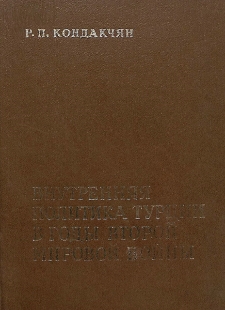 Р. П. КОНДАКЧЯН
ВНУТРЕННЯЯ
ПОЛИТИКА ТУРЦИИ
В ГОДЫ ВТОРОЙ
МИРОВОЙ ВОЙНЫ